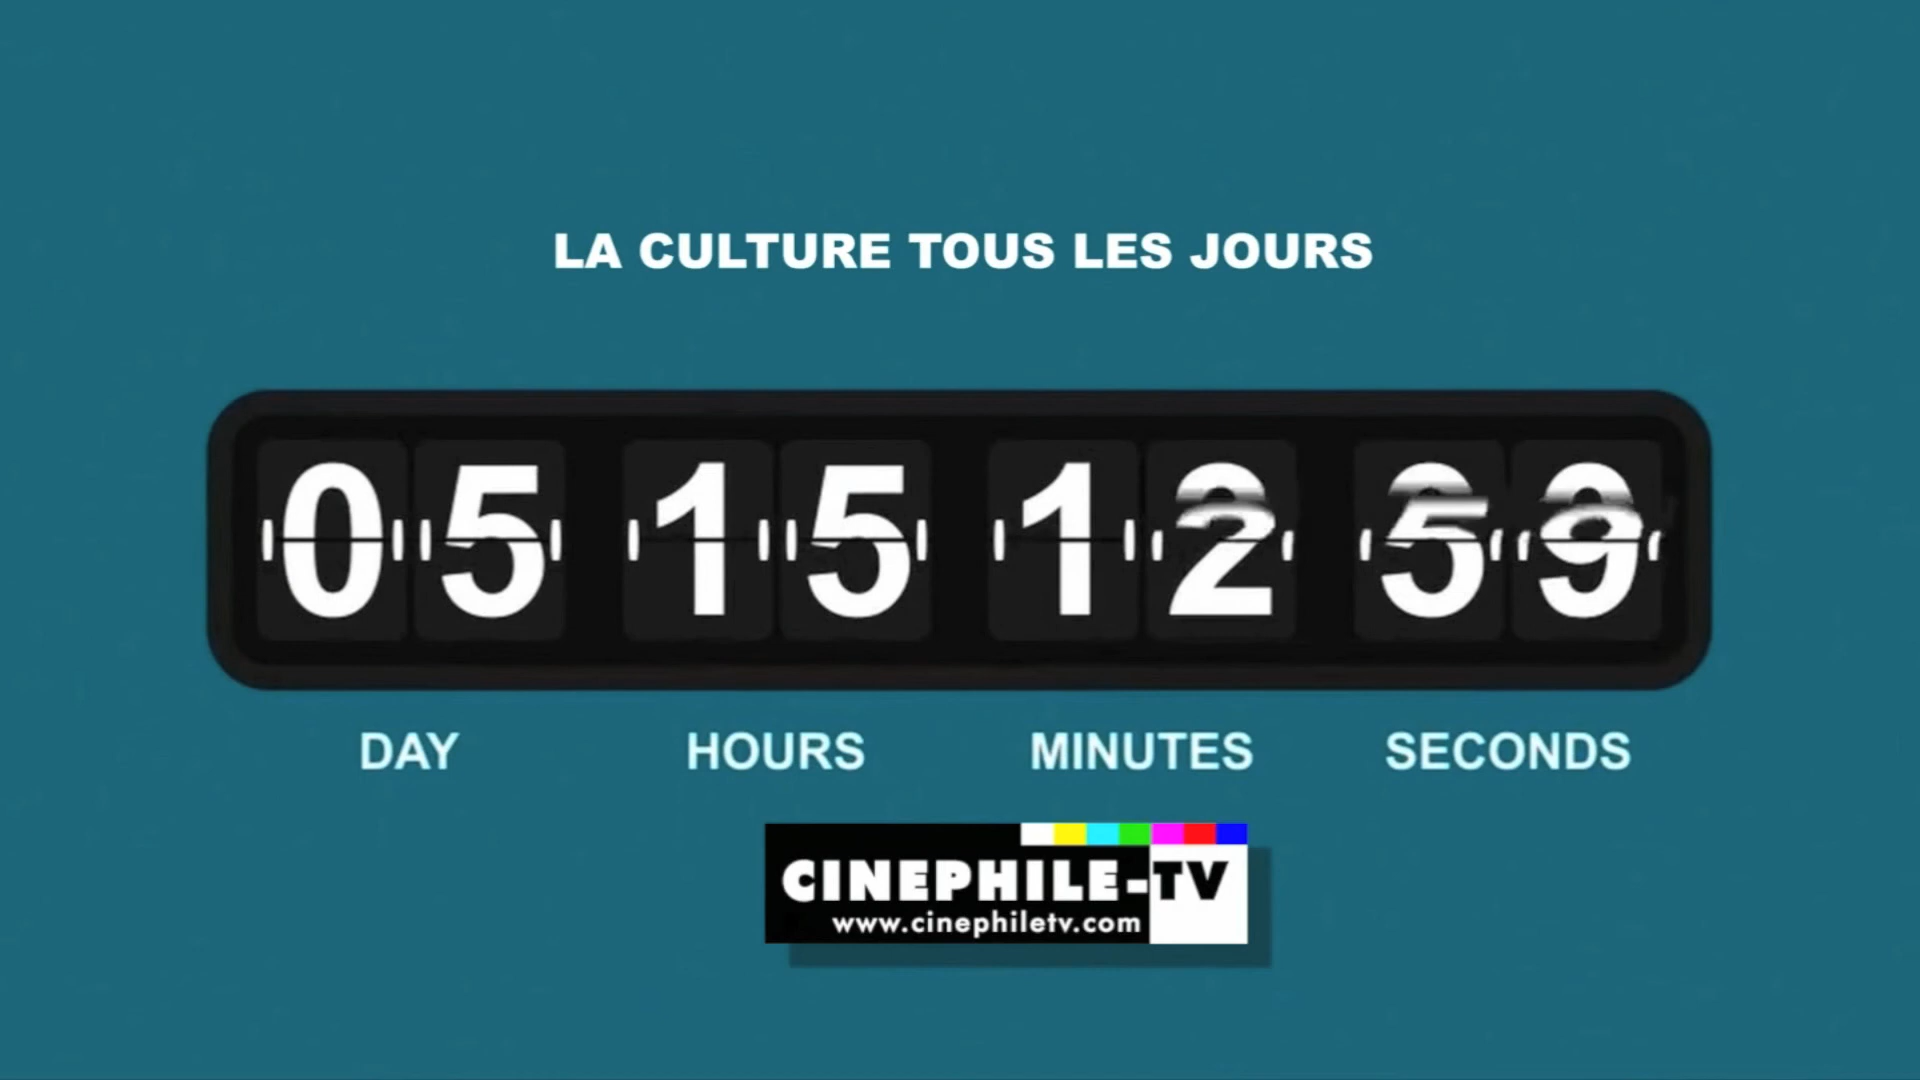 LA CULTURE TOUS LES JOURS
05 15 12 59
DAY HOURS MINUTES SECONDS
CINEPHILE-TV
www.cinephiletv.com